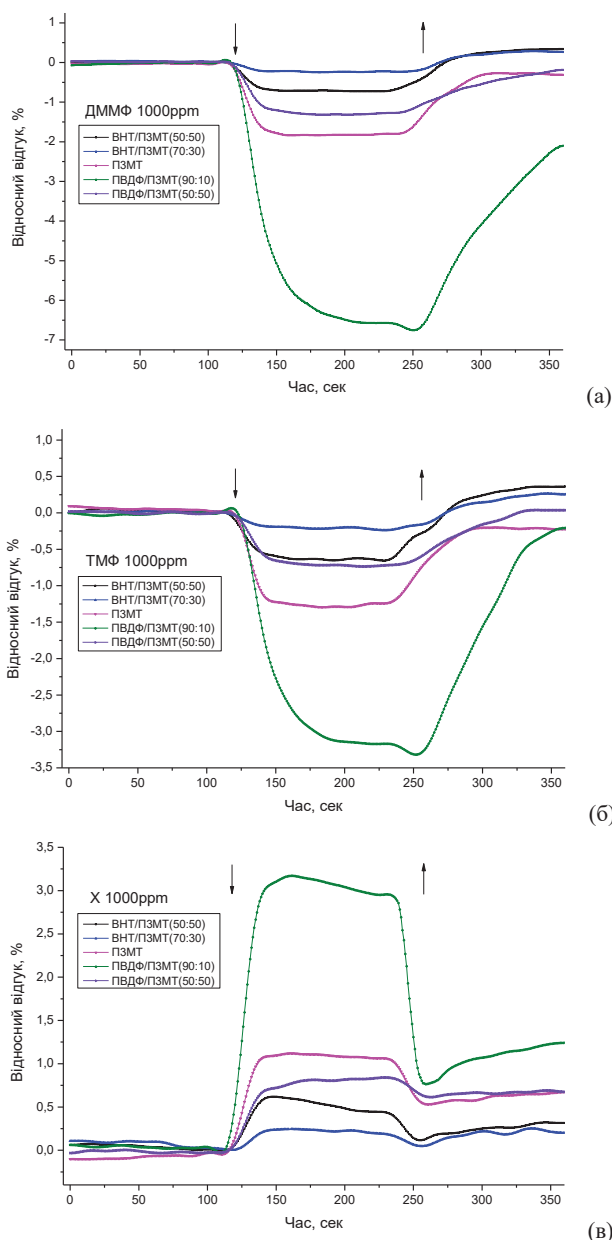 1
0
-1
-2
-3
-4
-5
-6
-7
Відносний відгук, %
ДММФ 1000ppm
ВНТ/ПЗМТ(50:50)
ВНТ/ПЗМТ(70:30)
ПЗМТ
ПВДФ/ПЗМТ(90:10)
ПВДФ/ПЗМТ(50:50)
0 50 100 150 200 250 300 350
Час, сек
(а)
1,0
0,5
0,0
-0,5
-1,0
-1,5
-2,0
-2,5
-3,0
-3,5
Відносний відгук, %
ТМФ 1000ppm
ВНТ/ПЗМТ(50:50)
ВНТ/ПЗМТ(70:30)
ПЗМТ
ПВДФ/ПЗМТ(90:10)
ПВДФ/ПЗМТ(50:50)
0 50 100 150 200 250 300 350
Час, сек
(б)
3,5
3,0
2,5
2,0
1,5
1,0
0,5
0,0
Відносний відгук, %
Х 1000ppm
ВНТ/ПЗМТ(50:50)
ВНТ/ПЗМТ(70:30)
ПЗМТ
ПВДФ/ПЗМТ(90:10)
ПВДФ/ПЗМТ(50:50)
0 50 100 150 200 250 300 350
Час, сек
(в)